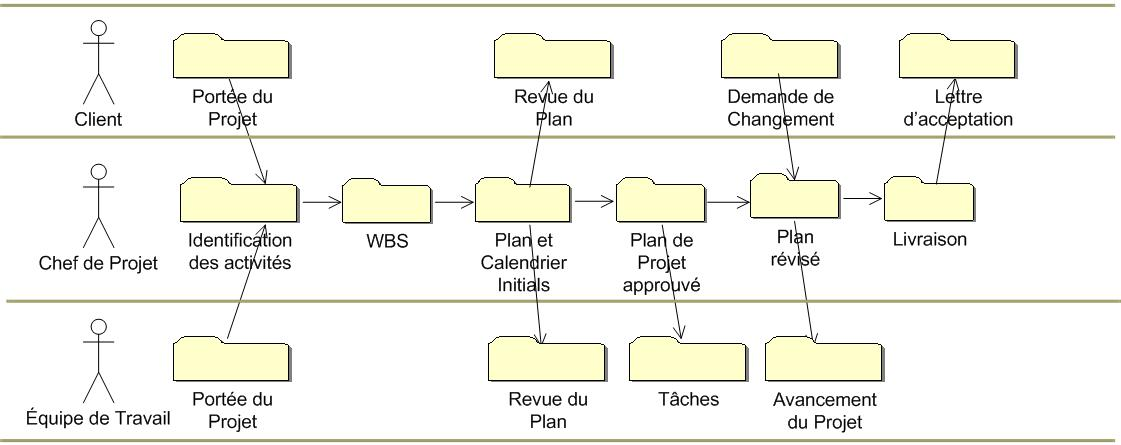 Client
Portée du
Projet
Revue du
Plan
Demande de
Changement
Lettre
d'acceptation
Chef de Projet
Identification
des activités
WBS
Plan et
Calendrier
Initials
Plan de
Projet
approuvé
Plan
révisé
Livraison
Équipe de Travail
Portée du
Projet
Revue du
Plan
Tâches
Avancement
du Projet